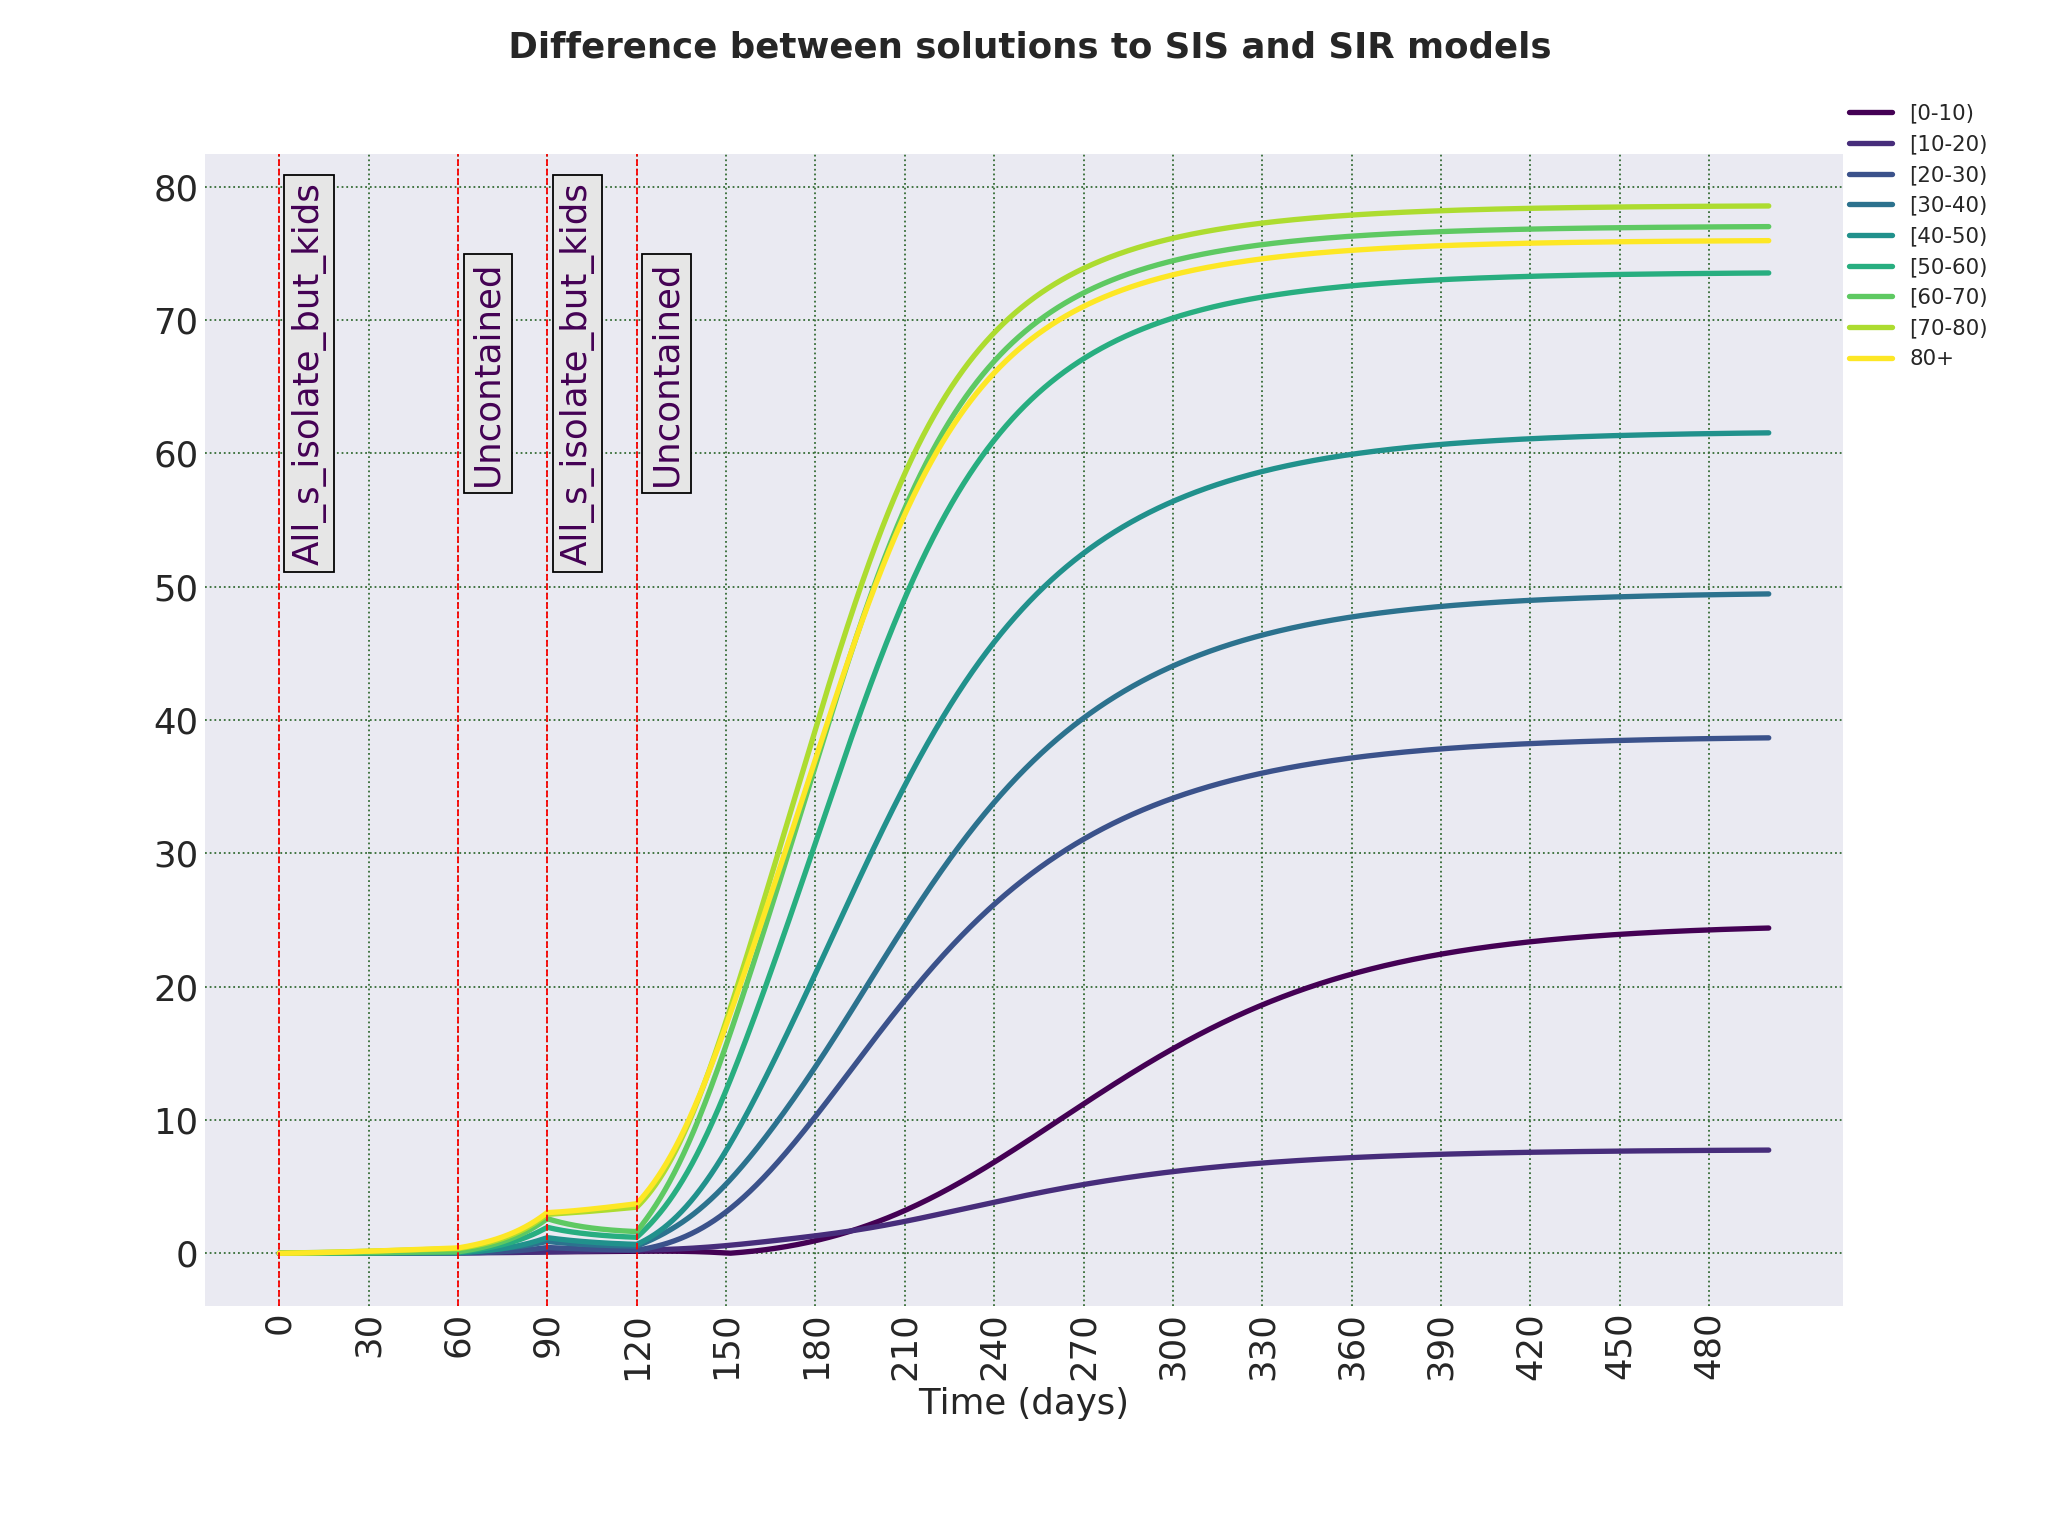 Difference between solutions to SIS and SIR models
[0-10)
[10-20)
[20-30)
[30-40)
[40-50)
[50-60)
[60-70)
[70-80)
80+
All_s_isolate_but_kids
Uncontained
All_s_isolate_but_kids
Uncontained
80
70
60
50
40
30
20
10
0
0 30 60 90 120 150 180 210 240 270 300 330 360 390 420 450 480
Time (days)